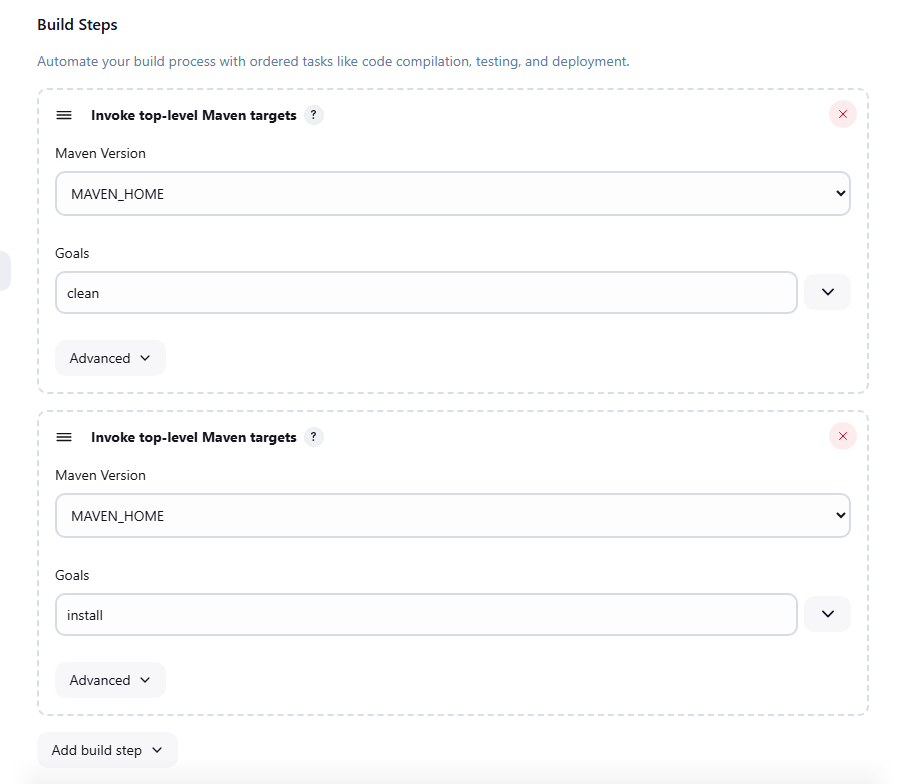 Build Steps
Automate your build process with ordered tasks like code compilation, testing, and deployment.
Invoke top-level Maven targets ?
Maven Version
MAVEN_HOME
Goals
clean
Advanced
Invoke top-level Maven targets ?
Maven Version
MAVEN_HOME
Goals
install
Advanced
Add build step